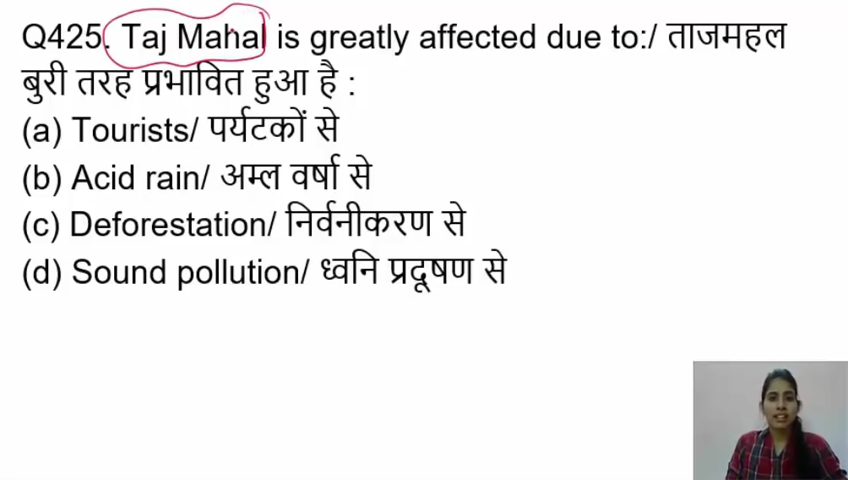 Q425. Taj Mahal is greatly affected due to:/ ताजमहल
बुरी तरह प्रभावित हुआ है :
(a) Tourists/ पर्यटकों से
(b) Acid rain/ अम्ल वर्षा से
(c) Deforestation/ निर्वनीकरण से
(d) Sound pollution/ ध्वनि प्रदूषण से